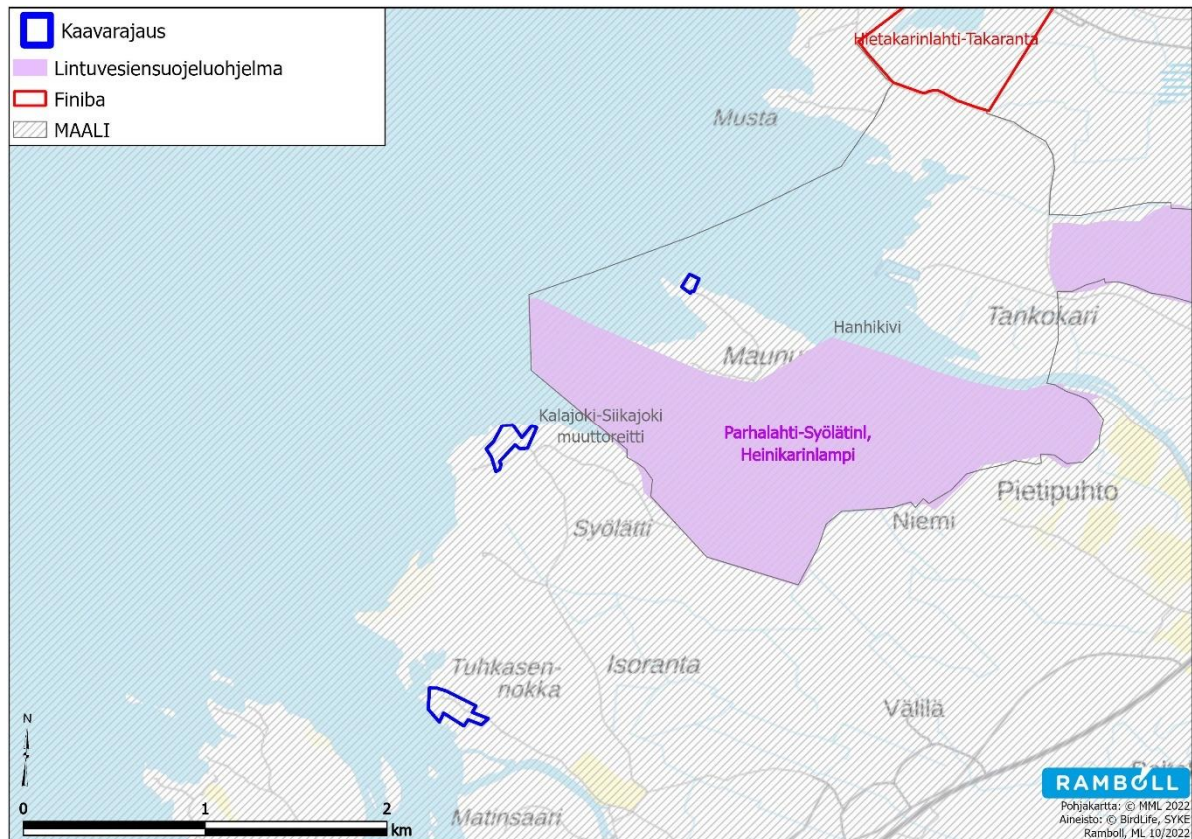 Kaavarajaus
Lintuvesiensuojeluohjelma
Finiba
MAALI
Hietakarinlahti-Takaranta
Musta
Tankokari
Hanhikivi
Maunu
Kalajoki-Siikajoki
muuttoreitti
Parhalahti-Syölätinl,
Heinikarinlampi
Pietipuhto
Niemi
Syölätti
Tuhkasen-
nokka
Isoranta
Välilä
Matinsaari
N
0 1 2
km
RAMBOLL
Pohjakartta: © MML 2022
Aineisto: © BirdLife, SYKE
Ramboll, ML 10/2022